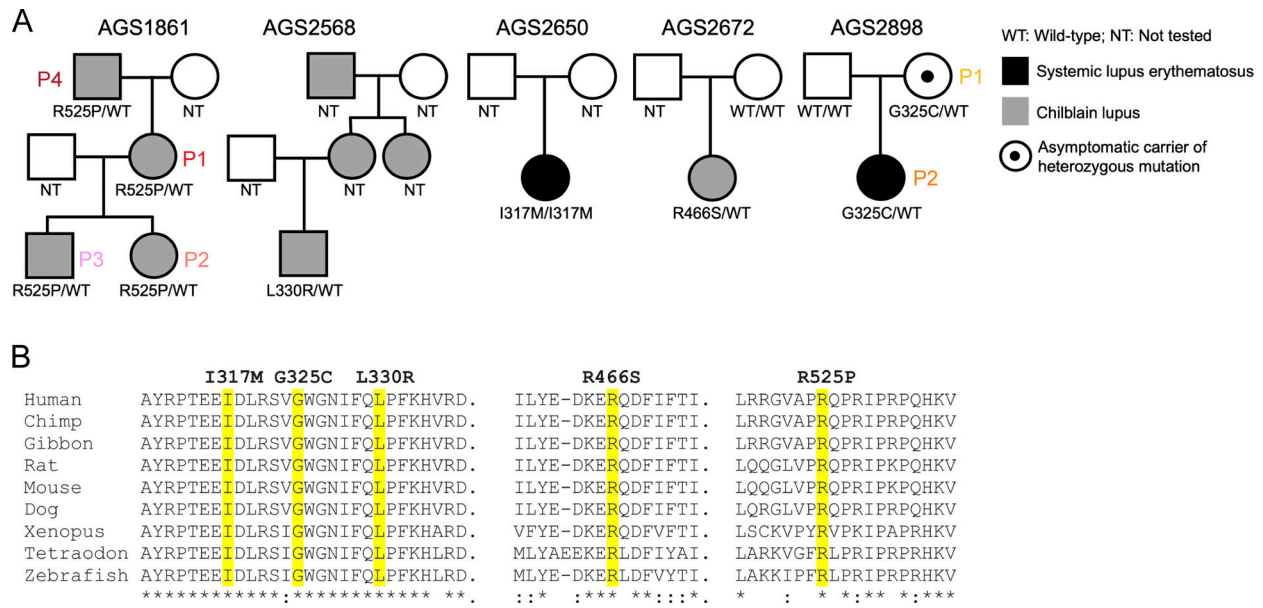 A
AGS1861 AGS2568 AGS2650 AGS2672 AGS2898
WT: Wild-type; NT: Not tested
Systemic lupus erythematosus
Chilblain lupus
Asymptomatic carrier of
heterozygous mutation
P4 P1
R525P/WT NT NT NT NT NT NT WT/WT WT/WT G325C/WT
P1 P2
NT R525P/WT NT NT NT I317M/I317M R466S/WT G325C/WT
P3 P2
R525P/WT R525P/WT L330R/WT
B
I317M G325C L330R R466S R525P
Human AYRPTEEIDLRSVGWGNIFQLPFKHVRD. ILYE-DKERQDFIFTI. LRRGVAPRQPRIPRPQHKV
Chimp AYRPTEEIDLRSVGWGNIFQLPFKHVRD. ILYE-DKERQDFIFTI. LRRGVAPRQPRIPRPQHKV
Gibbon AYRPTEEIDLRSVGWGNIFQLPFKHVRD. ILYE-DKERQDFIFTI. LRRGVAPRQPRIPRPQHKV
Rat AYRPTEEIDLRSVGWGNIFQLPFKHVRD. ILYE-DKERQDFIFTI. LQQGLVPRQPRIPKPQHKV
Mouse AYRPTEEIDLRSVGWGNIFQLPFKHVRD. ILYE-DKERQDFIFTI. LQQGLVPRQPRIPKPQHKV
Dog AYRPTEEIDLRSVGWGNIFQLPFKHVRD. ILYE-DKERQDFIFTI. LQRGLVPRQPRIPRPQHKV
Xenopus AYRPTEEIDLRSIGWGNIFQLPFKHARD. VFYE-DKERQDFVFTI. LSCKVPYRVPKIPAPRHKV
Tetraodon AYRPTEEIDLRSIGWGNIFQLPFKHLRD. MLYAEEKERLDFIYAI. LARKVGFRLPRIPRPRHKV
Zebrafish AYRPTEEIDLRSIGWGNIFQLPFKHLRD. MLYE-DKERLDFVYTI. LAKKIPFRLPRIPRPRHKV
************:************ ** ::* :*** **:::* * : * *:** *:***